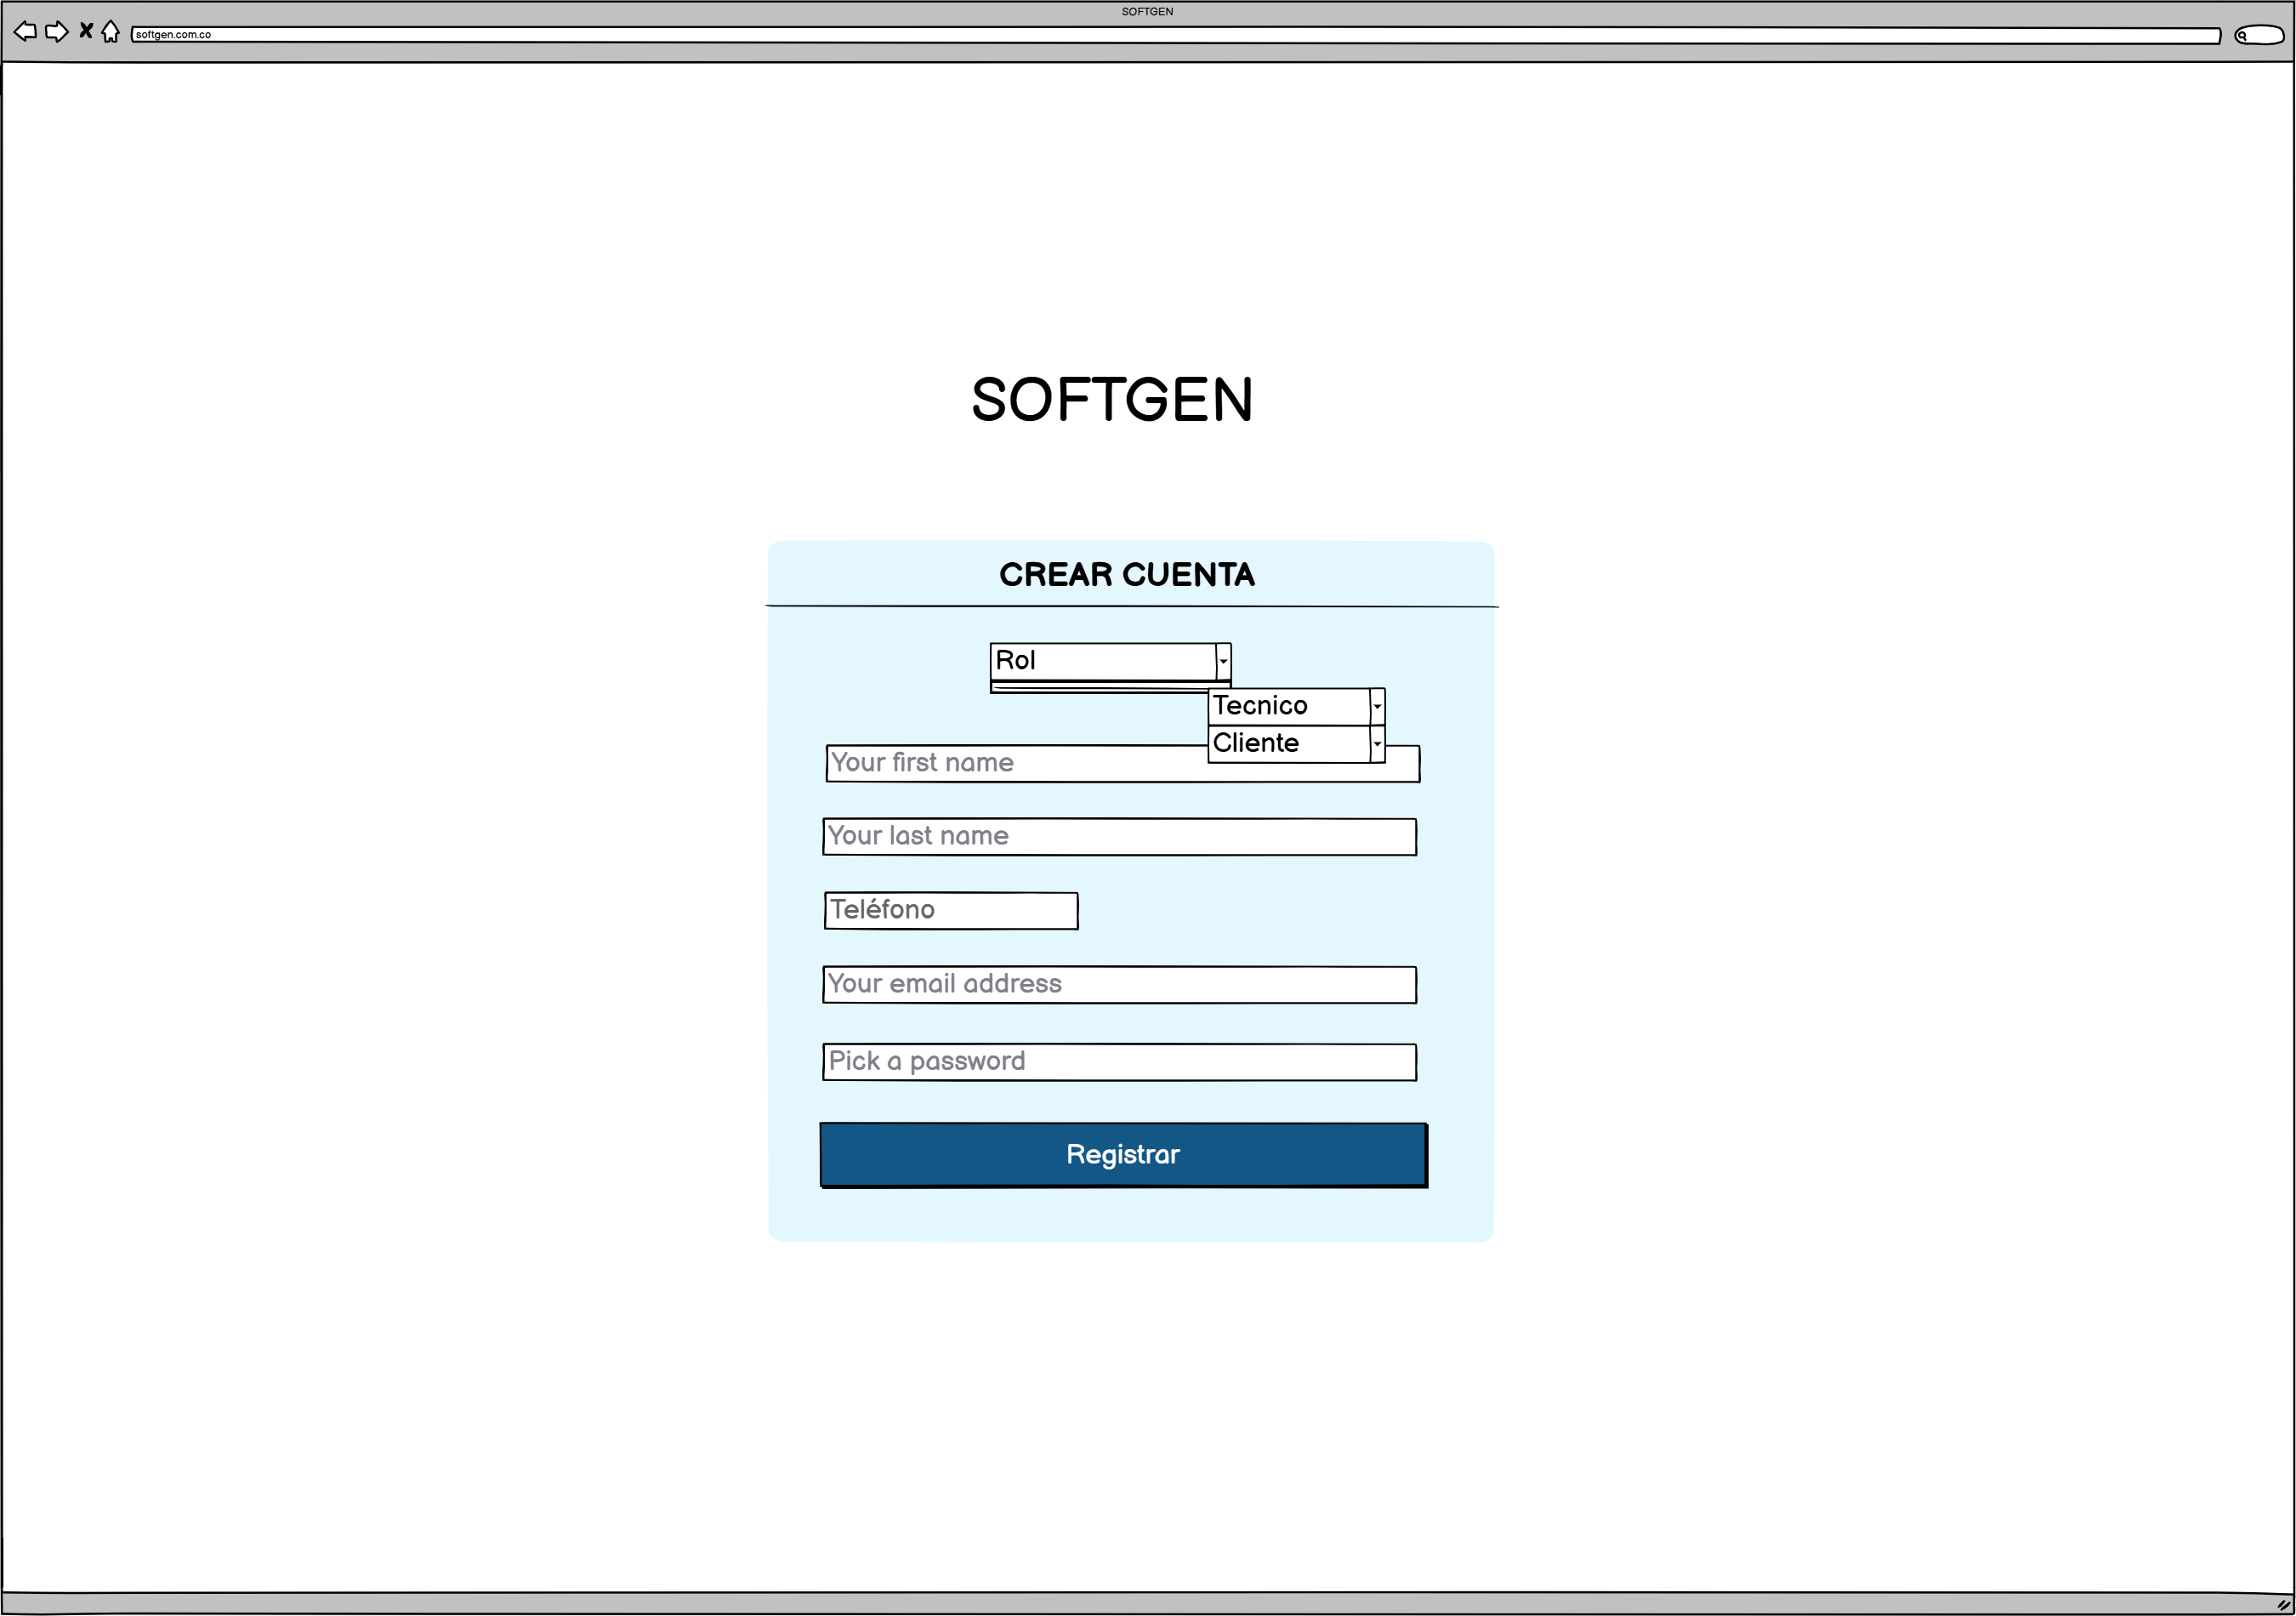 SOFTGEN
softgen.com.co
SOFTGEN
CREAR CUENTA
Rol
Tecnico
Cliente
Your first name
Your last name
Teléfono
Your email address
Pick a password
Registrar